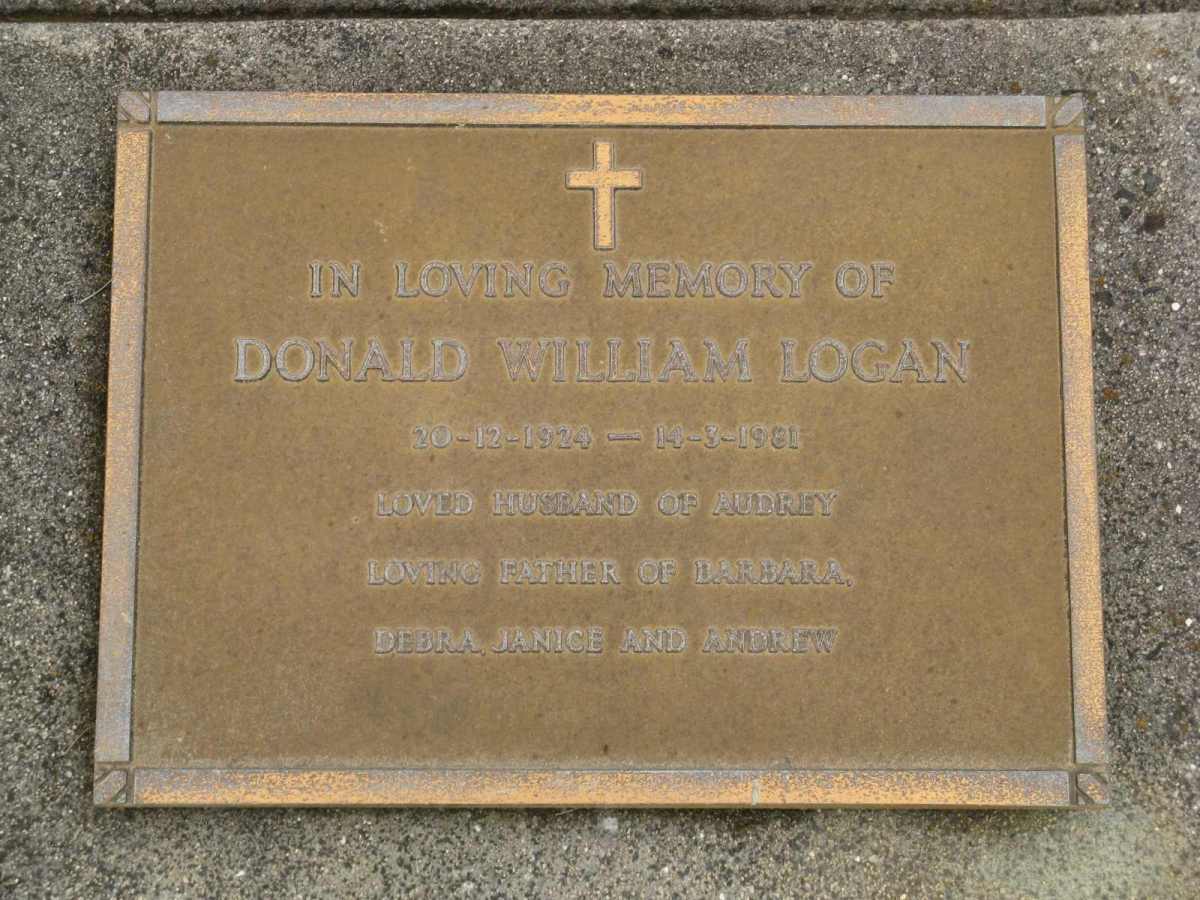 IN LOVING MEMORY OF
DONALD WILLIAM LOGAN
20-12-1924 — 14-3-1981
LOVED HUSBAND OF AUDREY
LOVING FATHER OF BARBARA,
DEBRA, JANICE AND ANDREW